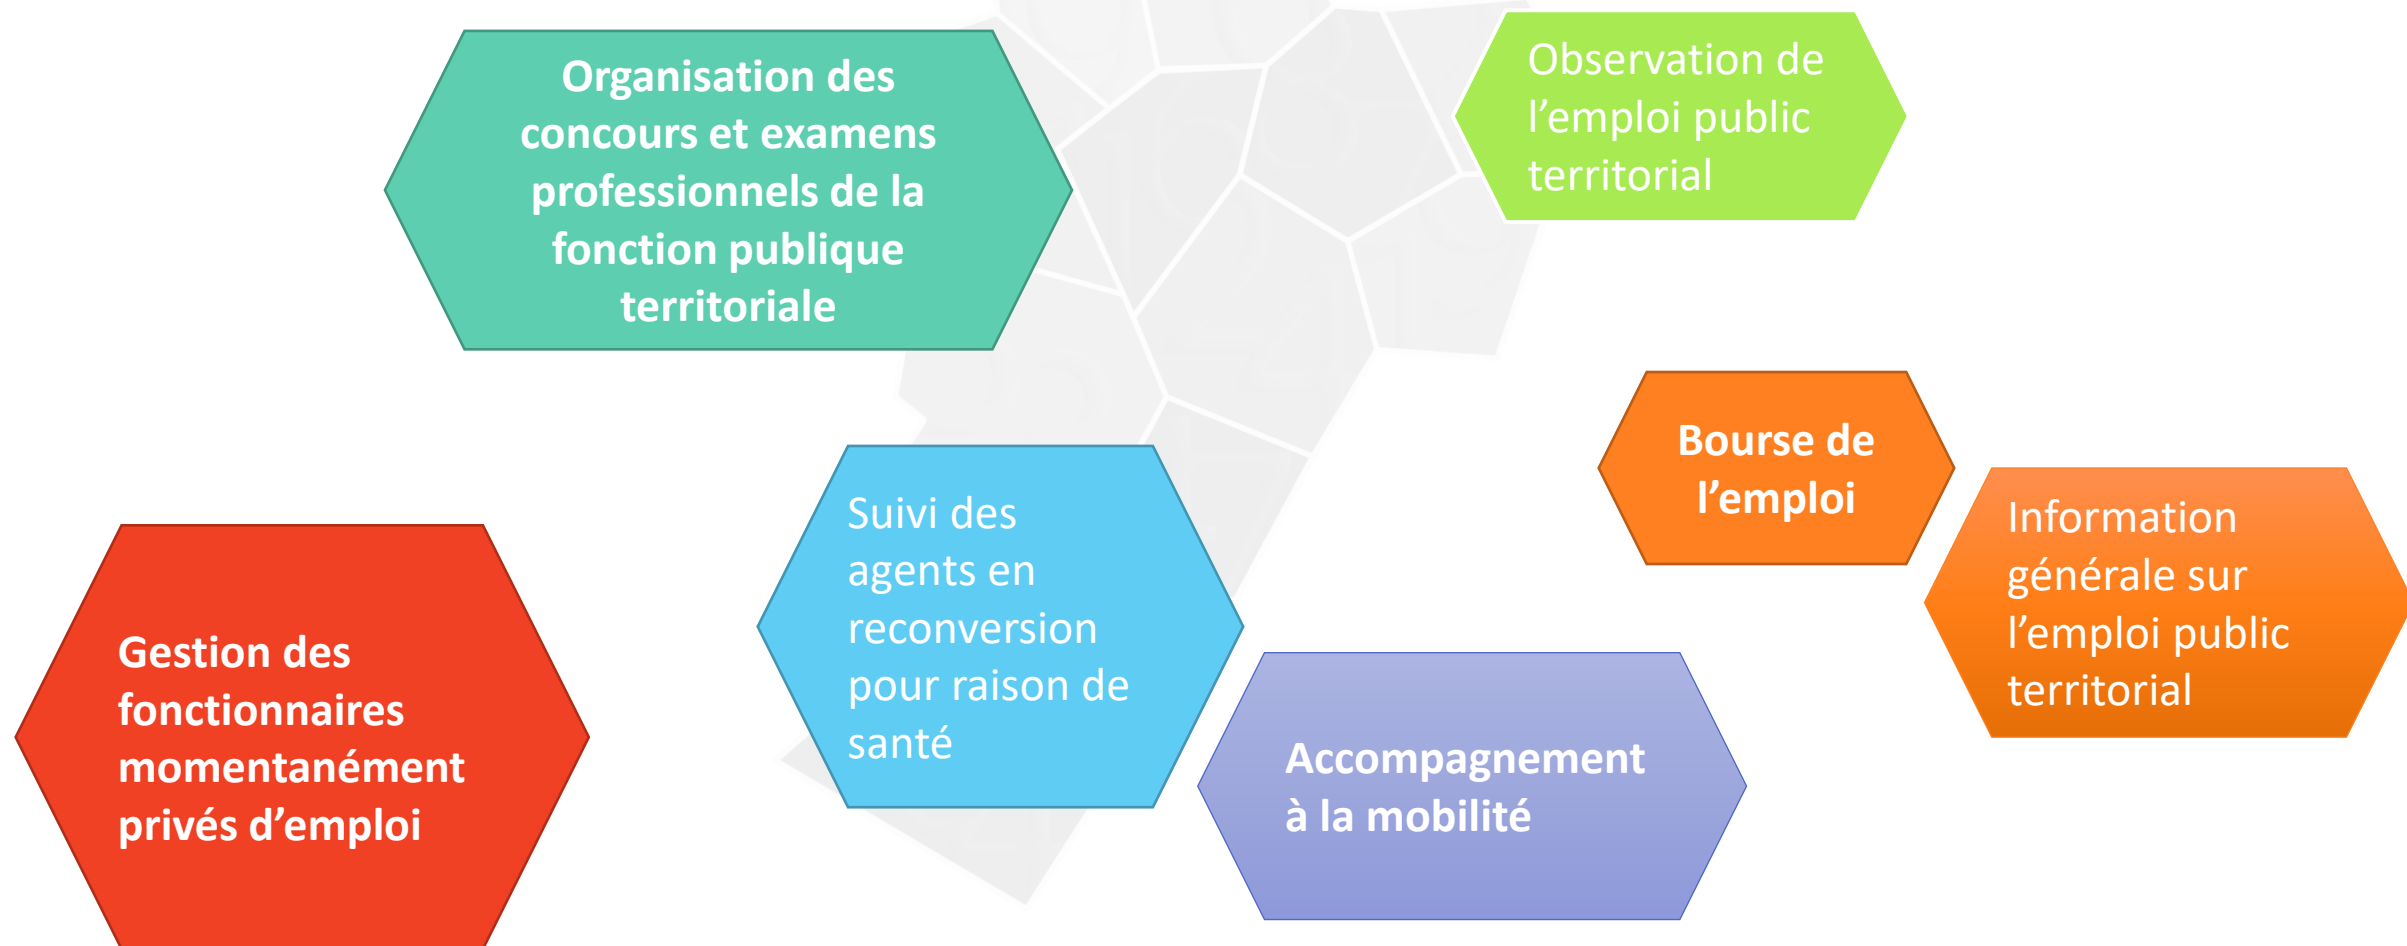 Organisation des
concours et examens
professionnels de la
fonction publique
territoriale
Observation de
l’emploi public
territorial
Bourse de
l’emploi
Information
générale sur
l’emploi public
territorial
Suivi des
agents en
reconversion
pour raison de
santé
Gestion des
fonctionnaires
momentanément
privés d’emploi
Accompagnement
à la mobilité